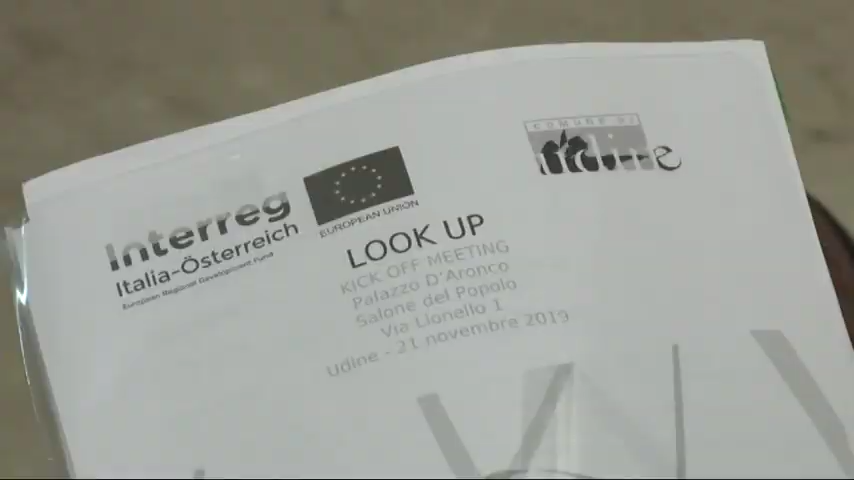 Interreg
Italia-Österreich
European Regional Development Fund
EUROPEAN UNION
COMUNE DI
udine
LOOK UP
KICK OFF MEETING
Palazzo D'Aronco
Salone del Popolo
Via Lionello 1
Udine - 21 novembre 2019